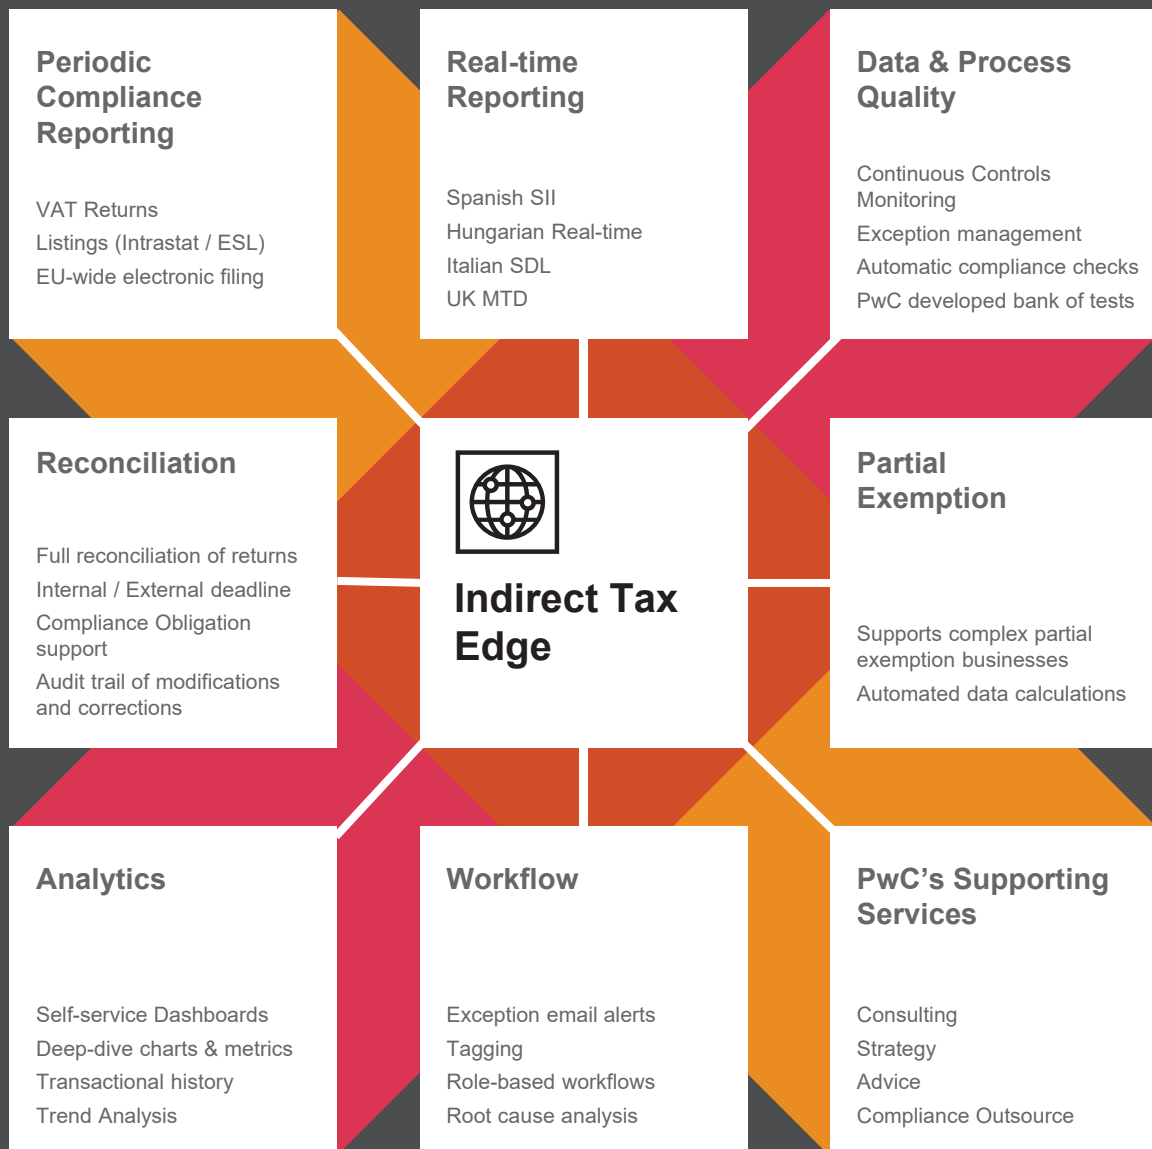 Periodic
Compliance
Reporting
VAT Returns
Listings (Intrastat / ESL)
EU-wide electronic filing
Real-time
Reporting
Spanish SII
Hungarian Real-time
Italian SDL
UK MTD
Data & Process
Quality
Continuous Controls
Monitoring
Exception management
Automatic compliance checks
PwC developed bank of tests
Reconciliation
Full reconciliation of returns
Internal / External deadline
Compliance Obligation
support
Audit trail of modifications
and corrections
Indirect Tax
Edge
Partial
Exemption
Supports complex partial
exemption businesses
Automated data calculations
Analytics
Self-service Dashboards
Deep-dive charts & metrics
Transactional history
Trend Analysis
Workflow
Exception email alerts
Tagging
Role-based workflows
Root cause analysis
PwC’s Supporting
Services
Consulting
Strategy
Advice
Compliance Outsource